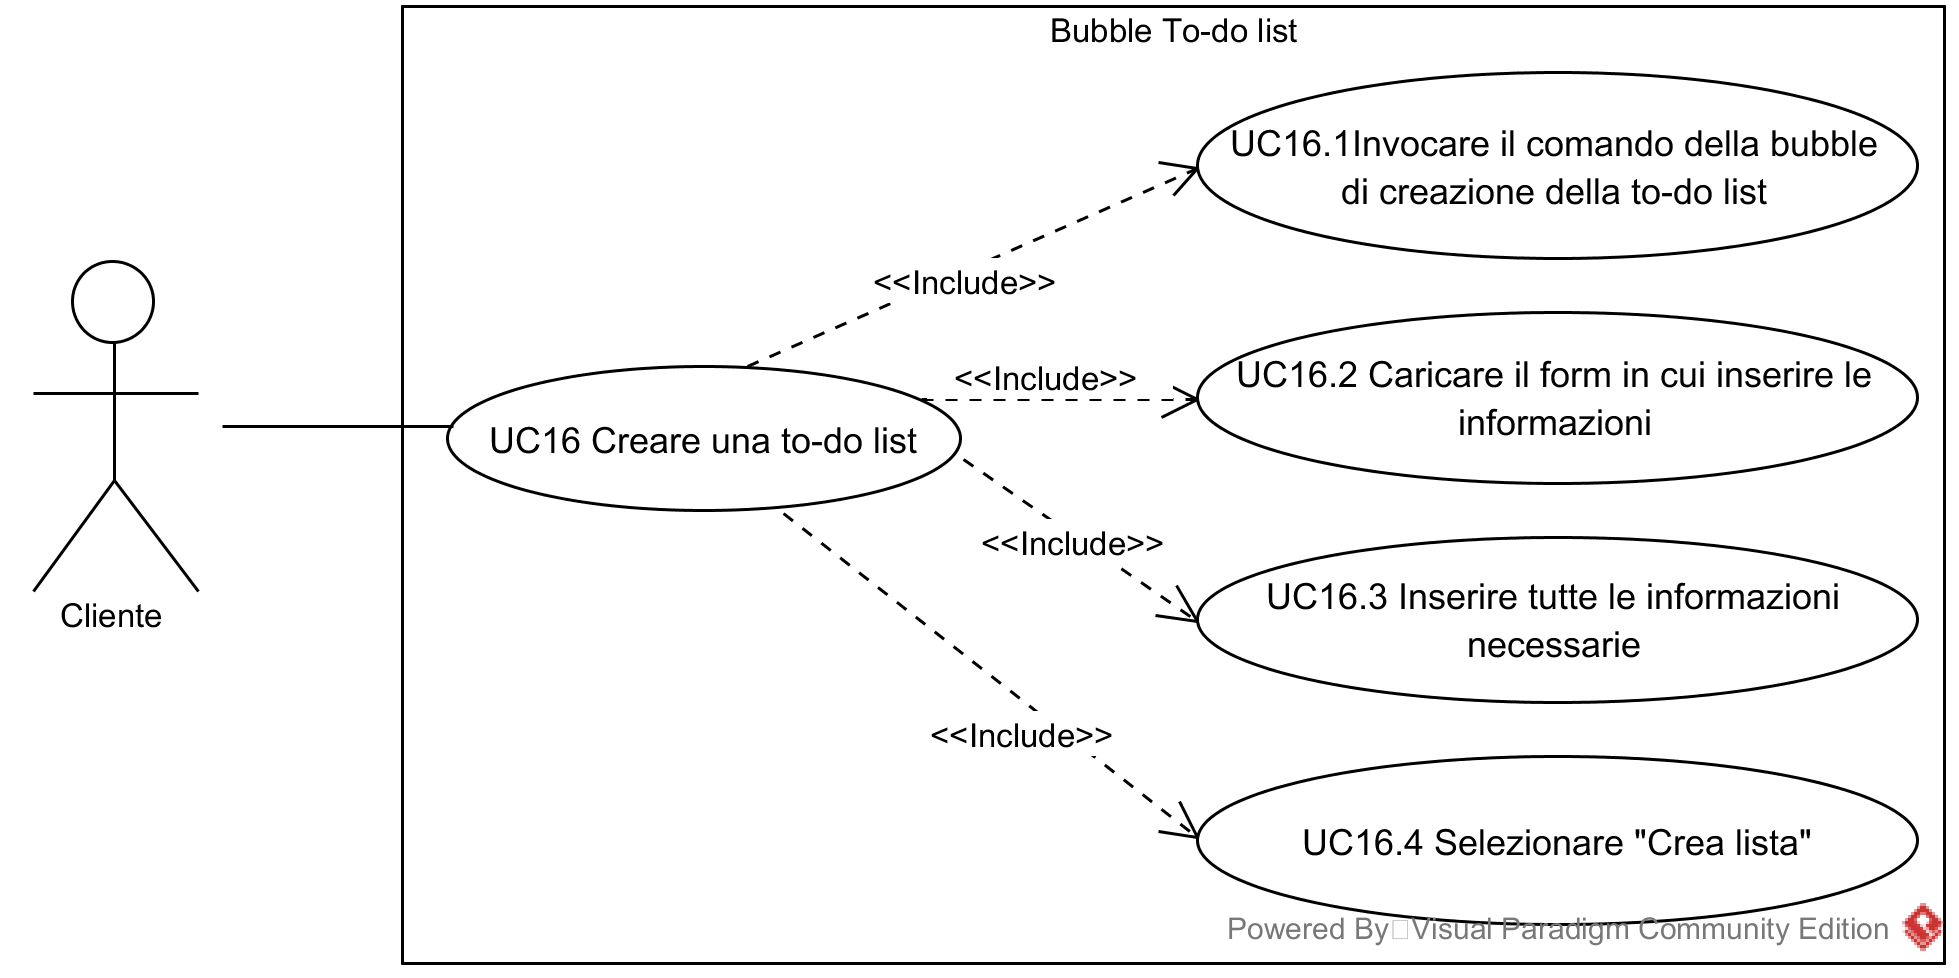 Bubble To-do list
UC16.1Invocare il comando della bubble
di creazione della to-do list
<<Include>>
<<Include>>
UC16.2 Caricare il form in cui inserire le
informazioni
UC16 Creare una to-do list
<<Include>>
UC16.3 Inserire tutte le informazioni
necessarie
Cliente
<<Include>>
UC16.4 Selezionare "Crea lista"
Powered By Visual Paradigm Community Edition